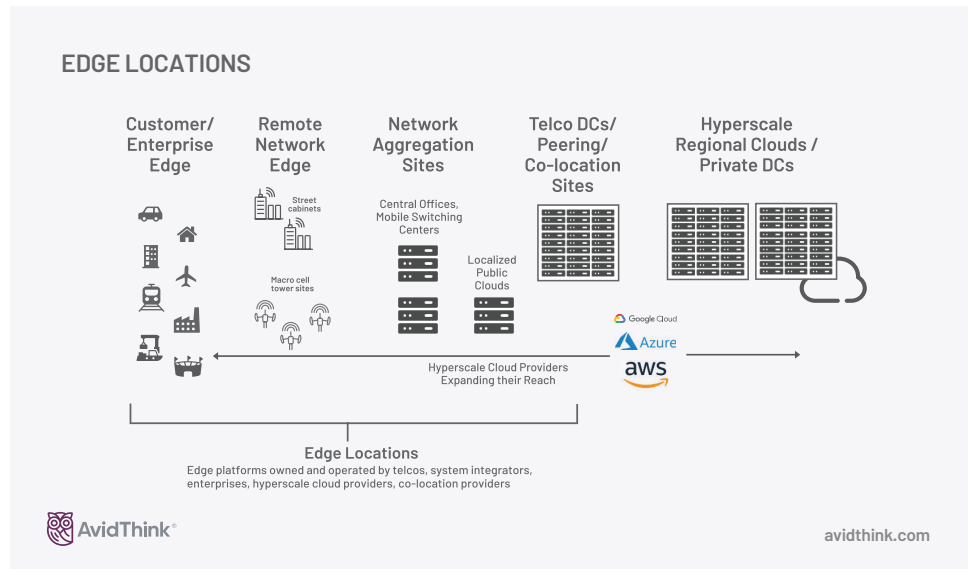 EDGE LOCATIONS
Customer/
Enterprise
Edge
Remote
Network
Edge
Network
Aggregation
Sites
Telco DCs/
Peering/
Co-location
Sites
Hyperscale
Regional Clouds /
Private DCs
Street
cabinets
Macro cell
tower sites
Central Offices,
Mobile Switching
Centers
Localized
Public
Clouds
Google Cloud
Azure
aws
Hyperscale Cloud Providers
Expanding their Reach
Edge Locations
Edge platforms owned and operated by telcos, system integrators,
enterprises, hyperscale cloud providers, co-location providers
AvidThink®
avidthink.com